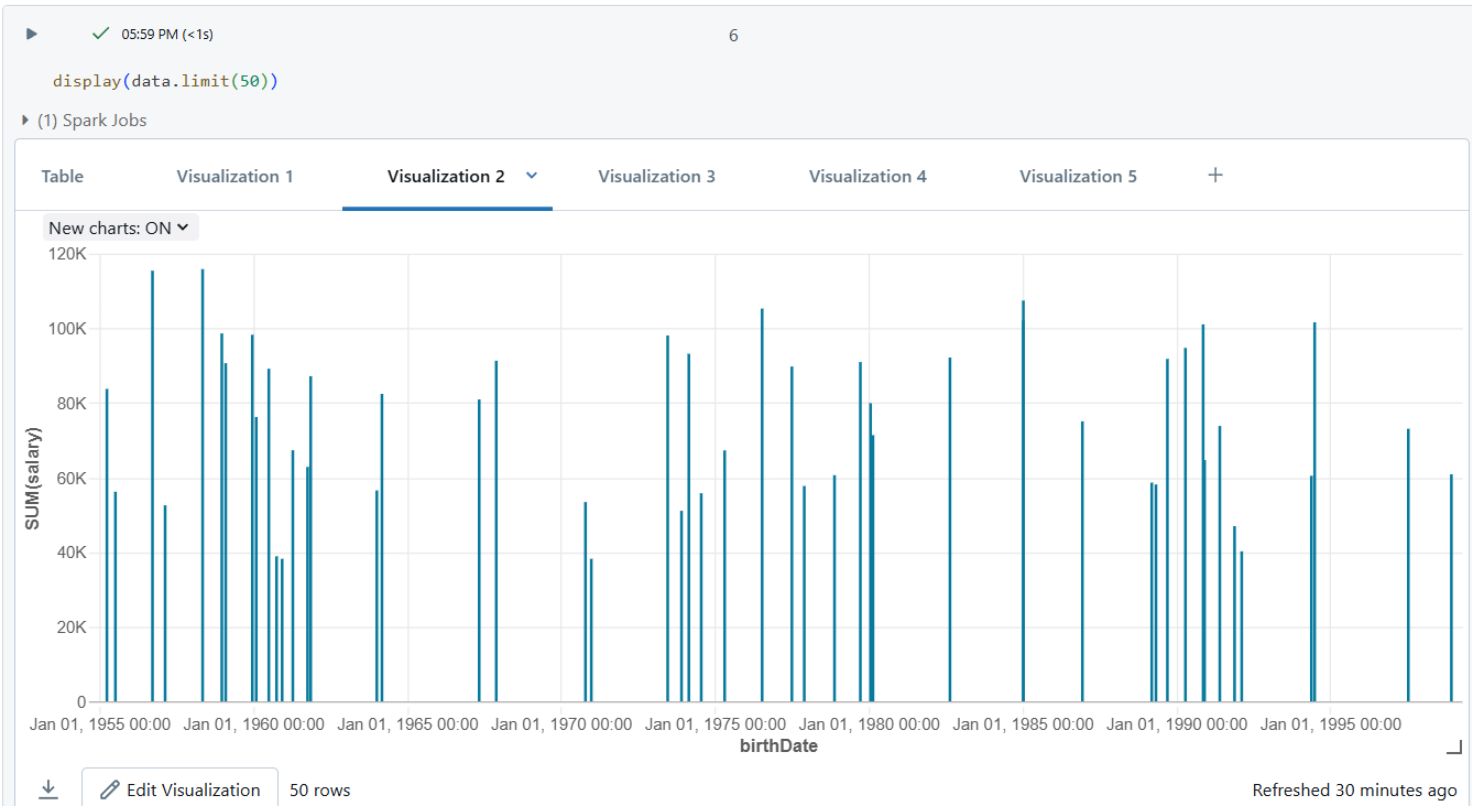 05:59 PM (<1s)
6
display(data.limit(50))
(1) Spark Jobs
Table Visualization 1 Visualization 2 Visualization 3 Visualization 4 Visualization 5 +
New charts: ON
120K
100K
80K
60K
40K
20K
0
SUM(salary)
Jan 01, 1955 00:00 Jan 01, 1960 00:00 Jan 01, 1965 00:00 Jan 01, 1970 00:00 Jan 01, 1975 00:00 Jan 01, 1980 00:00 Jan 01, 1985 00:00 Jan 01, 1990 00:00 Jan 01, 1995 00:00
birthDate
Edit Visualization 50 rows Refreshed 30 minutes ago